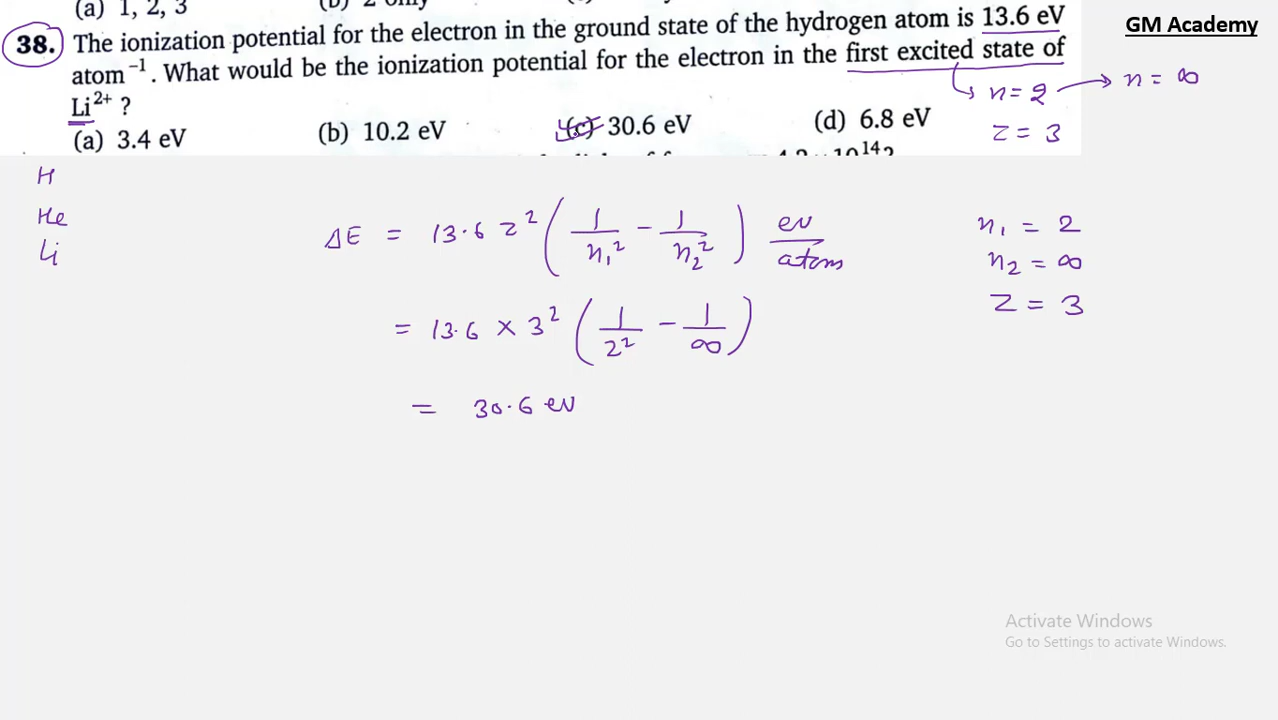 (a) 1, 2, 3
GM Academy
38. The ionization potential for the electron in the ground state of the hydrogen atom is 13.6 eV
atom⁻¹. What would be the ionization potential for the electron in the first excited state of
Li²⁺ ?
n = 2 → n = ∞
z = 3
(a) 3.4 eV (b) 10.2 eV (c) 30.6 eV (d) 6.8 eV
H
He
Li
ΔE = 13.6 z² ( 1/n₁² − 1/n₂² ) ev/atom
= 13.6 × 3² ( 1/2² − 1/∞ )
= 30.6 ev
n₁ = 2
n₂ = ∞
Z = 3
Activate Windows
Go to Settings to activate Windows.